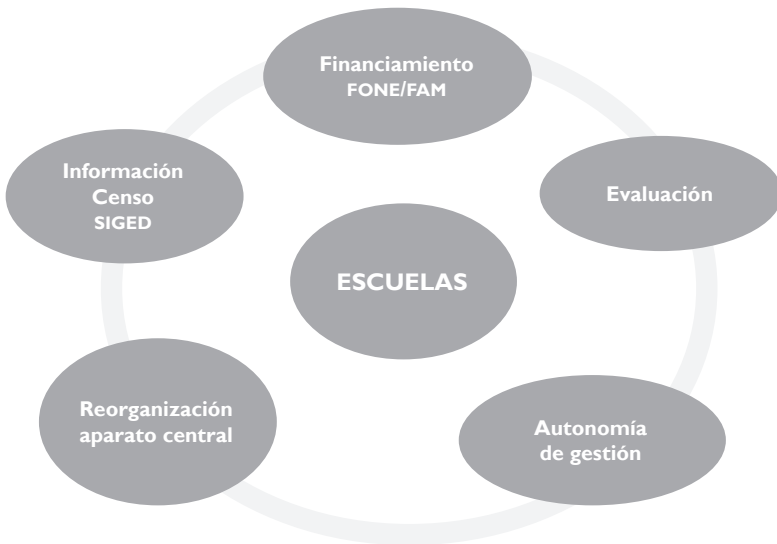 Financiamiento
FONE/FAM
Información
Censo
SIGED
Evaluación
ESCUELAS
Reorganización
aparato central
Autonomía
de gestión